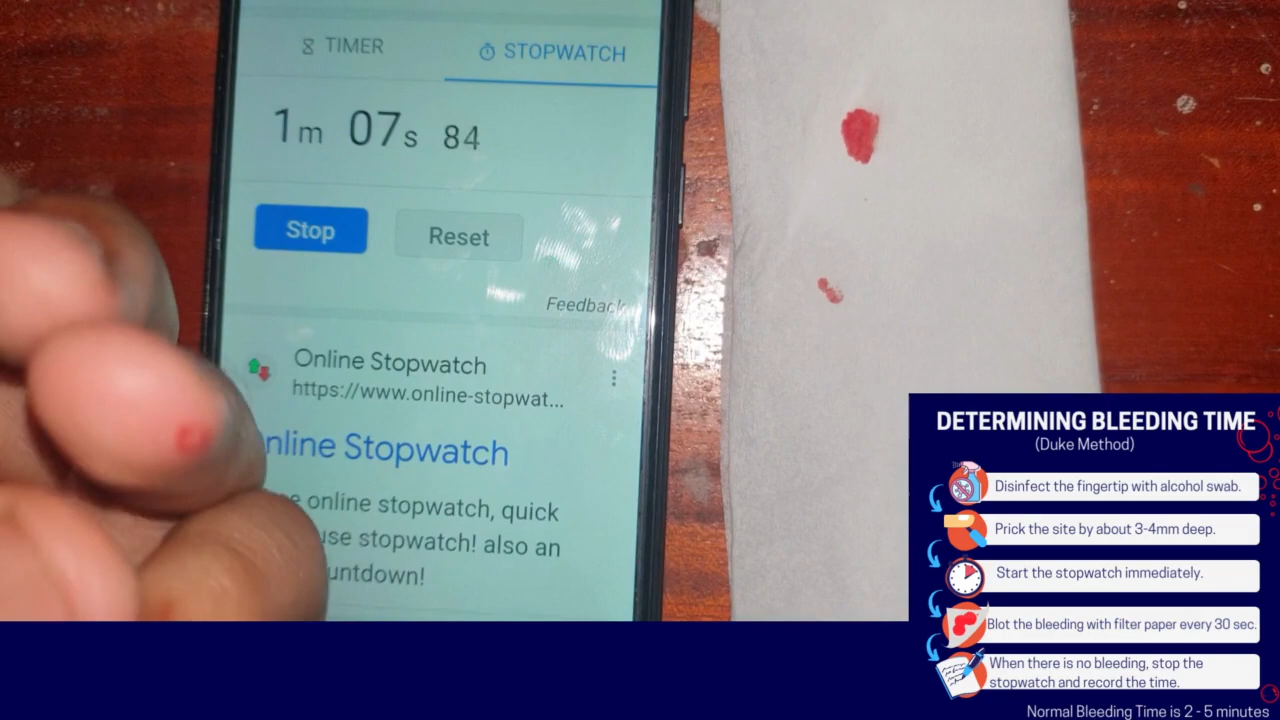 TIMER
STOPWATCH
1m 07s 84
Stop
Reset
Feedback
Online Stopwatch
https://www.online-stopwat...
nline Stopwatch
online stopwatch, quick
use stopwatch! also an
untdown!
DETERMINING BLEEDING TIME
(Duke Method)
Disinfect the fingertip with alcohol swab.
Prick the site by about 3-4mm deep.
Start the stopwatch immediately.
Blot the bleeding with filter paper every 30 sec.
When there is no bleeding, stop the
stopwatch and record the time.
Normal Bleeding Time is 2 - 5 minutes